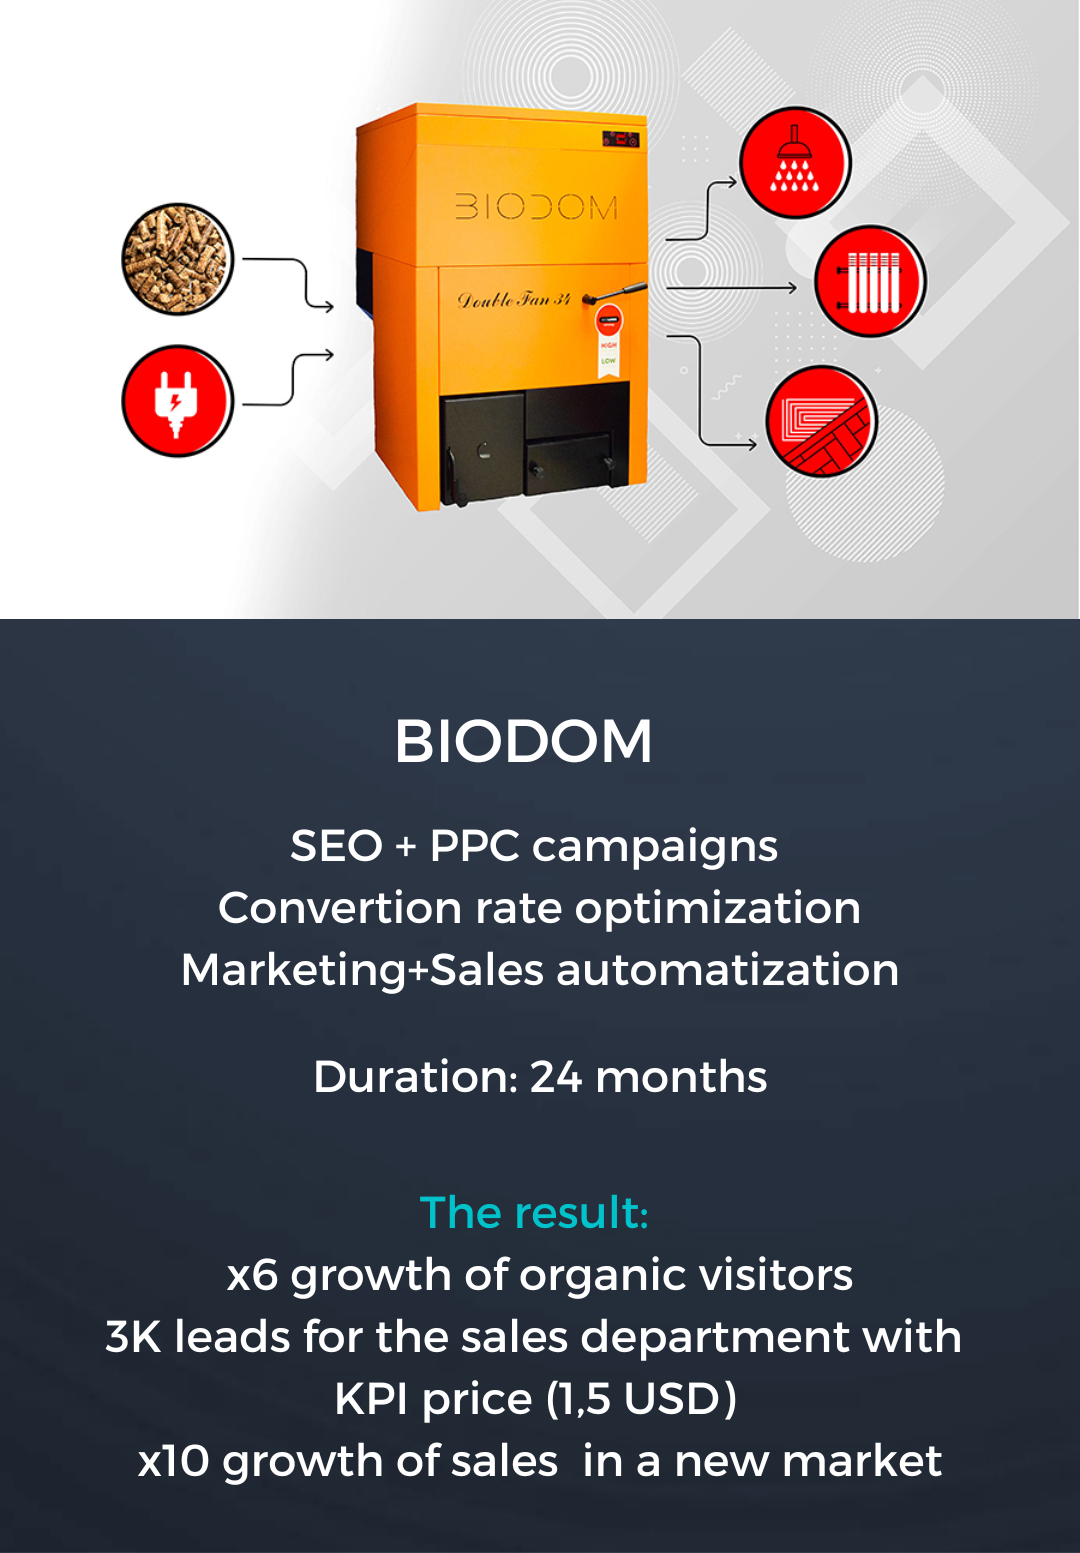 BIODOM
Double Fan 34
HIGH
LOW
BIODOM
SEO + PPC campaigns
Convertion rate optimization
Marketing+Sales automatization
Duration: 24 months
The result:
x6 growth of organic visitors
3K leads for the sales department with
KPI price (1,5 USD)
x10 growth of sales in a new market